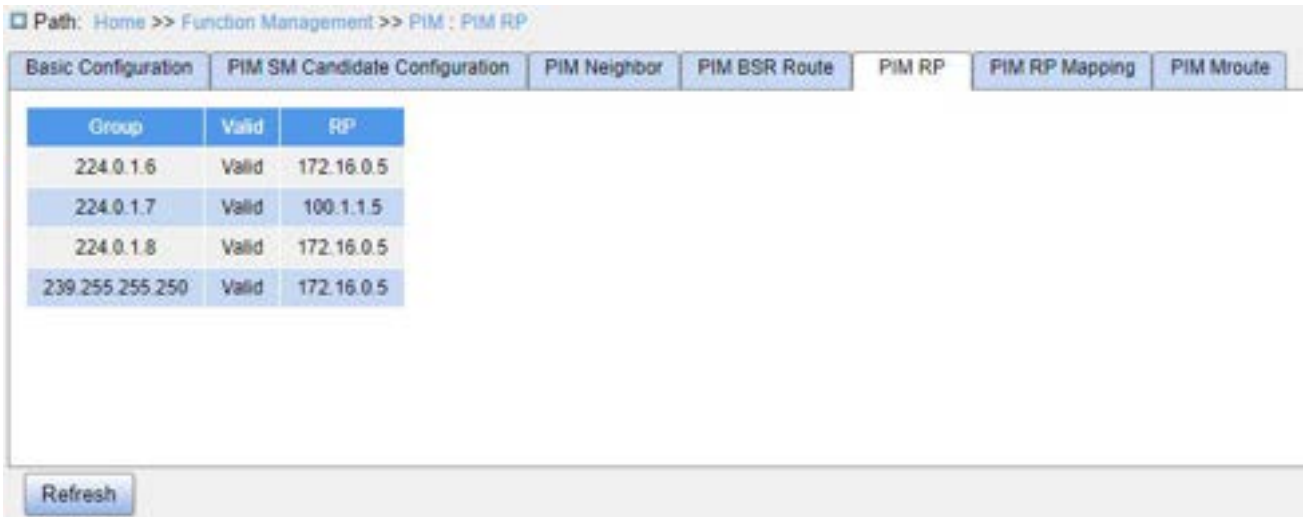 Path: Home >> Function Management >> PIM : PIM RP
Basic Configuration PIM SM Candidate Configuration PIM Neighbor PIM BSR Route PIM RP PIM RP Mapping PIM Mroute
Group Valid RP
224.0.1.6 Valid 172.16.0.5
224.0.1.7 Valid 100.1.1.5
224.0.1.8 Valid 172.16.0.5
239.255.255.250 Valid 172.16.0.5
Refresh